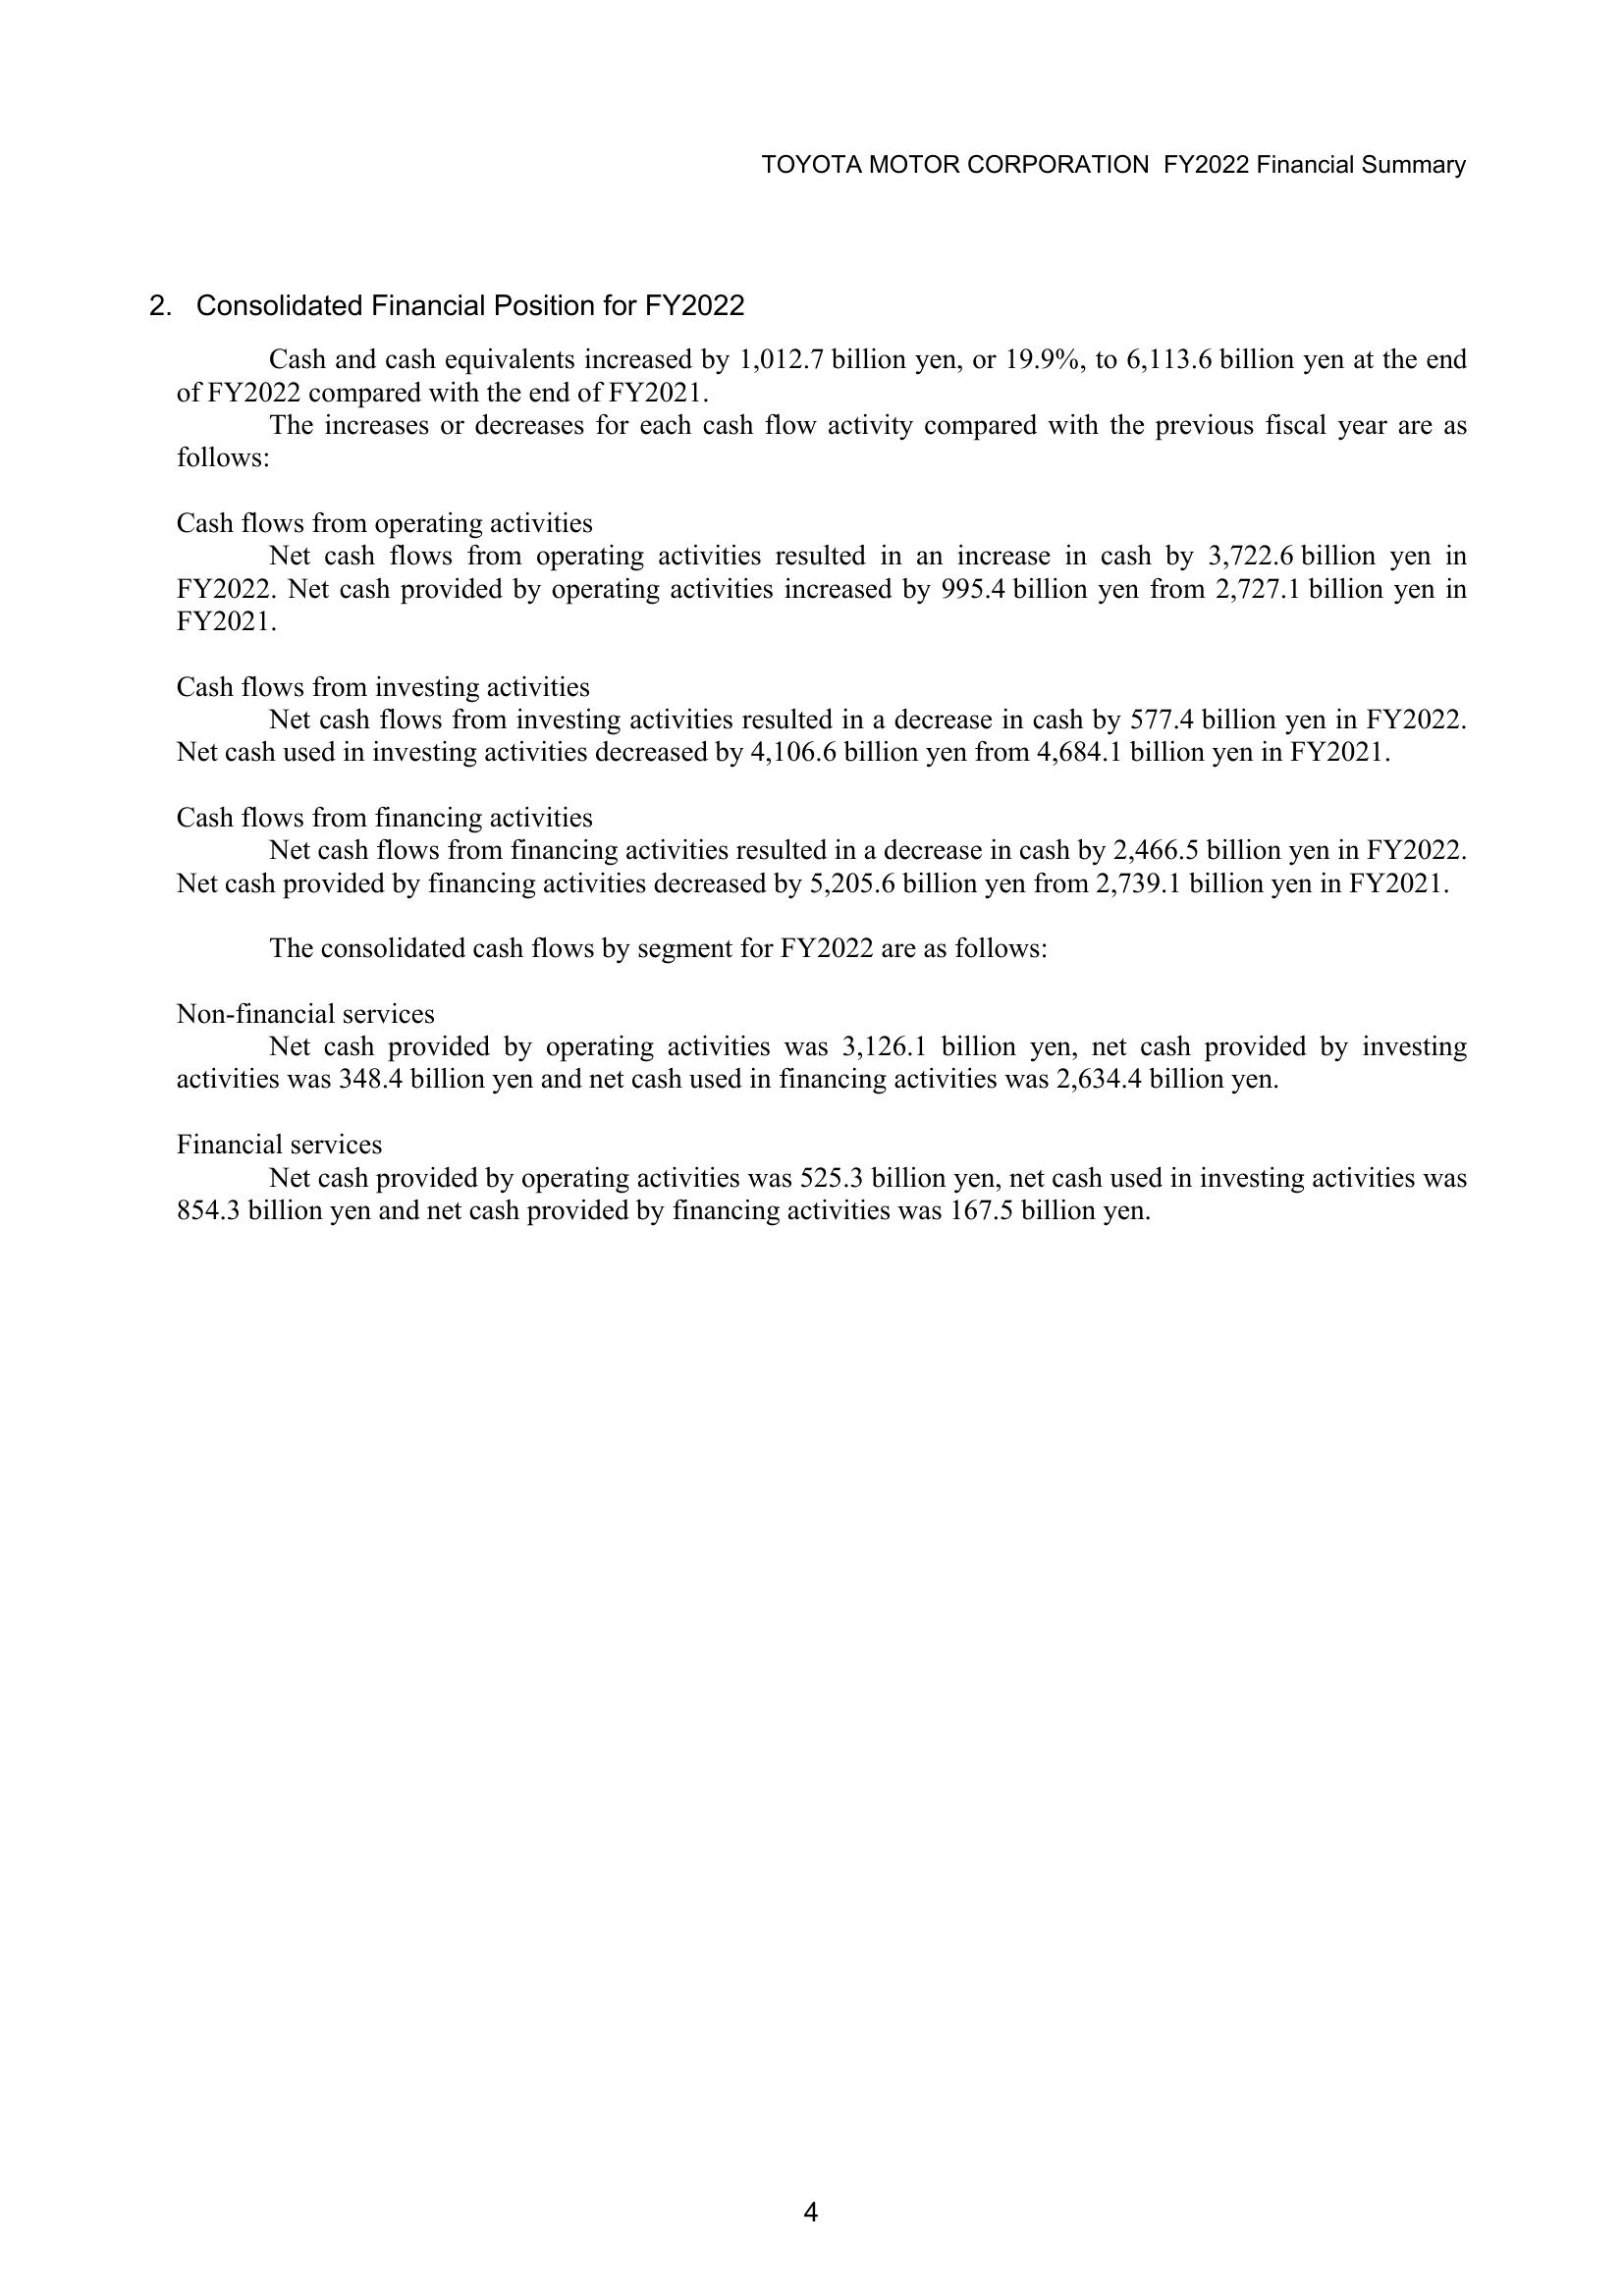 TOYOTA MOTOR CORPORATION FY2022 Financial Summary
2. Consolidated Financial Position for FY2022
Cash and cash equivalents increased by 1,012.7 billion yen, or 19.9%, to 6,113.6 billion yen at the end
of FY2022 compared with the end of FY2021.
The increases or decreases for each cash flow activity compared with the previous fiscal year are as
follows:
Cash flows from operating activities
Net cash flows from operating activities resulted in an increase in cash by 3,722.6 billion yen in
FY2022. Net cash provided by operating activities increased by 995.4 billion yen from 2,727.1 billion yen in
FY2021.
Cash flows from investing activities
Net cash flows from investing activities resulted in a decrease in cash by 577.4 billion yen in FY2022.
Net cash used in investing activities decreased by 4,106.6 billion yen from 4,684.1 billion yen in FY2021.
Cash flows from financing activities
Net cash flows from financing activities resulted in a decrease in cash by 2,466.5 billion yen in FY2022.
Net cash provided by financing activities decreased by 5,205.6 billion yen from 2,739.1 billion yen in FY2021.
The consolidated cash flows by segment for FY2022 are as follows:
Non-financial services
Net cash provided by operating activities was 3,126.1 billion yen, net cash provided by investing
activities was 348.4 billion yen and net cash used in financing activities was 2,634.4 billion yen.
Financial services
Net cash provided by operating activities was 525.3 billion yen, net cash used in investing activities was
854.3 billion yen and net cash provided by financing activities was 167.5 billion yen.
4